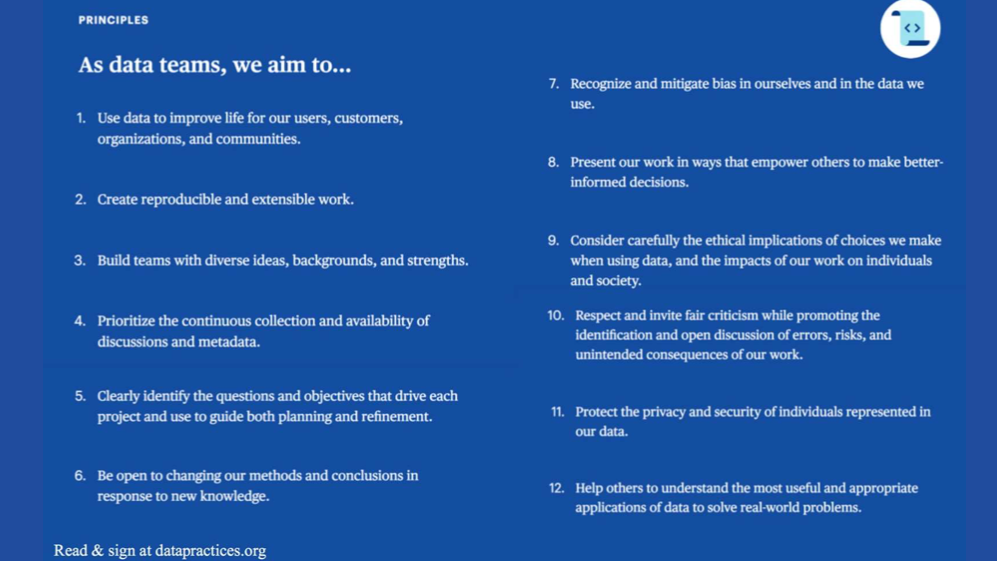 PRINCIPLES
As data teams, we aim to...
1. Use data to improve life for our users, customers,
organizations, and communities.
2. Create reproducible and extensible work.
3. Build teams with diverse ideas, backgrounds, and strengths.
4. Prioritize the continuous collection and availability of
discussions and metadata.
5. Clearly identify the questions and objectives that drive each
project and use to guide both planning and refinement.
6. Be open to changing our methods and conclusions in
response to new knowledge.
7. Recognize and mitigate bias in ourselves and in the data we
use.
8. Present our work in ways that empower others to make better-
informed decisions.
9. Consider carefully the ethical implications of choices we make
when using data, and the impacts of our work on individuals
and society.
10. Respect and invite fair criticism while promoting the
identification and open discussion of errors, risks, and
unintended consequences of our work.
11. Protect the privacy and security of individuals represented in
our data.
12. Help others to understand the most useful and appropriate
applications of data to solve real-world problems.
Read & sign at datapractices.org